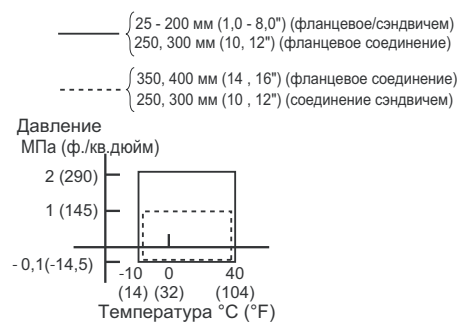 25 - 200 мм (1,0 - 8,0") (фланцевое/сэндвичем)
250, 300 мм (10, 12") (фланцевое соединение)
350, 400 мм (14 , 16") (фланцевое соединение)
250, 300 мм (10 , 12") (соединение сэндвичем)
Давление
МПа (ф./кв.дюйм)
2 (290)
1 (145)
- 0,1(-14,5)
-10 0 40
(14) (32) (104)
Температура °C (°F)